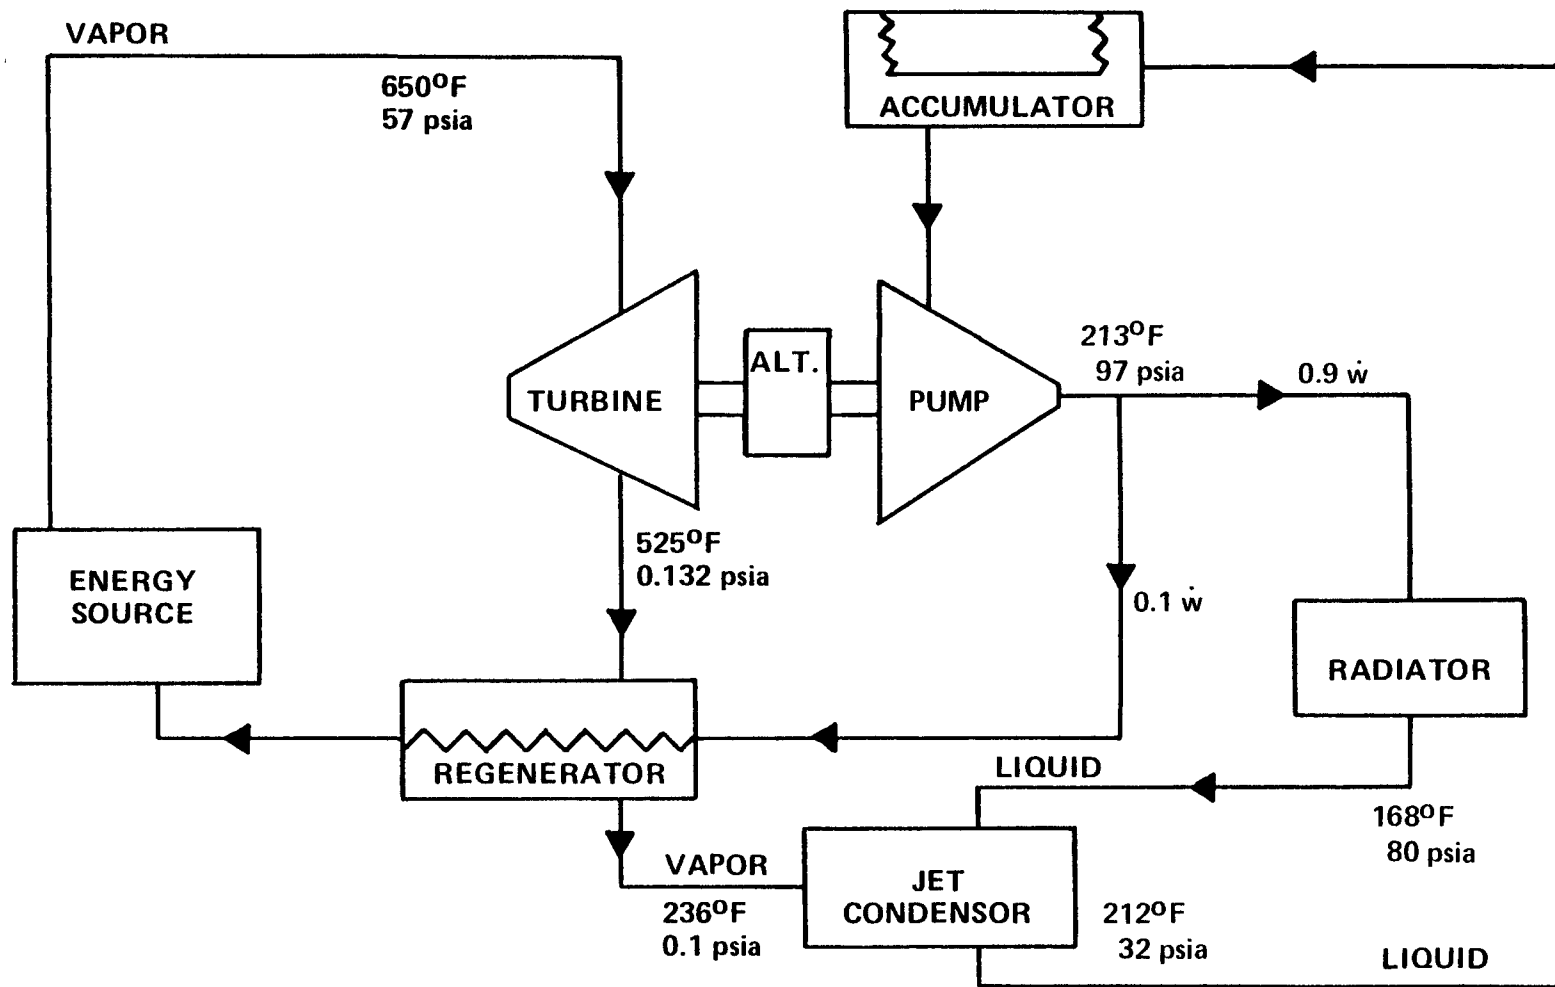 VAPOR
650°F
57 psia
ACCUMULATOR
TURBINE
ALT.
PUMP
213°F
97 psia
0.9 ẇ
525°F
0.132 psia
0.1 ẇ
ENERGY
SOURCE
RADIATOR
REGENERATOR
LIQUID
168°F
80 psia
VAPOR
236°F
0.1 psia
JET
CONDENSOR
212°F
32 psia
LIQUID